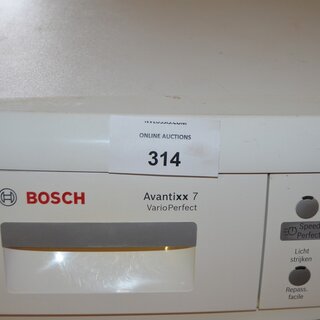 ONLINE AUCTIONS
314
BOSCH
Avantixx 7
VarioPerfect
Speed
Perfect
Licht
strijken
Repass.
facile